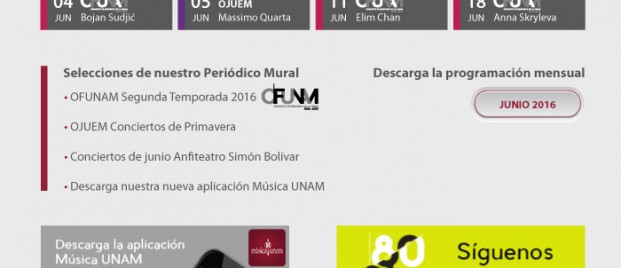 04
JUN Bojan Sudjić
05 OJUEM
JUN Massimo Quarta
11
JUN Elim Chan
18
JUN Anna Skryleva
Selecciones de nuestro Periódico Mural
• OFUNAM Segunda Temporada 2016 OFUNAM
• OJUEM Conciertos de Primavera
• Conciertos de junio Anfiteatro Simón Bolívar
• Descarga nuestra nueva aplicación Música UNAM
Descarga la programación mensual
JUNIO 2016
Descarga la aplicación
Música UNAM
músicaunam
80
Síguenos